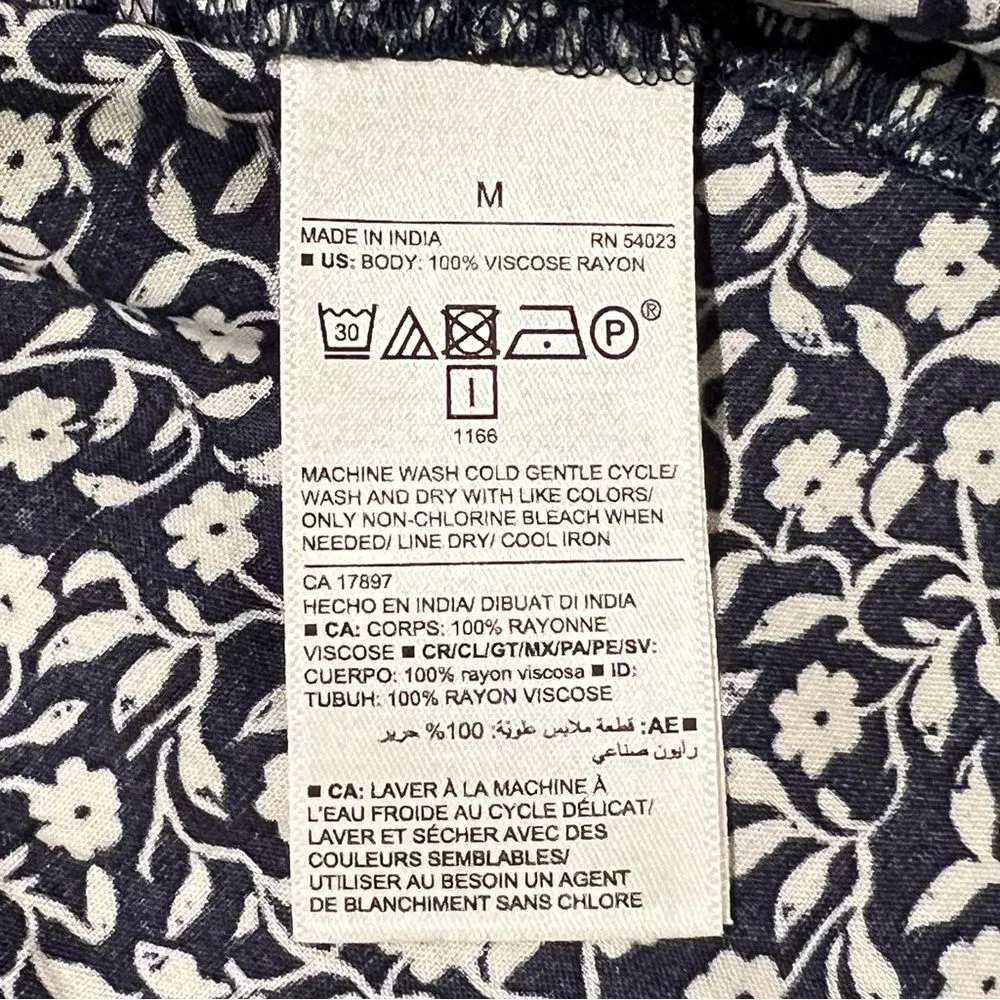 M
MADE IN INDIA RN 54023
■ US: BODY: 100% VISCOSE RAYON
30 P ®
1166
MACHINE WASH COLD GENTLE CYCLE/
WASH AND DRY WITH LIKE COLORS/
ONLY NON-CHLORINE BLEACH WHEN
NEEDED/ LINE DRY/ COOL IRON
CA 17897
HECHO EN INDIA/ DIBUAT DI INDIA
■ CA: CORPS: 100% RAYONNE
VISCOSE ■ CR/CL/GT/MX/PA/PE/SV:
CUERPO: 100% rayon viscosa ■ ID:
TUBUH: 100% RAYON VISCOSE
■AE: قطعة ملابس علويّة: 100% حرير
رايون صناعي
■ CA: LAVER À LA MACHINE À
L'EAU FROIDE AU CYCLE DÉLICAT/
LAVER ET SÉCHER AVEC DES
COULEURS SEMBLABLES/
UTILISER AU BESOIN UN AGENT
DE BLANCHIMENT SANS CHLORE